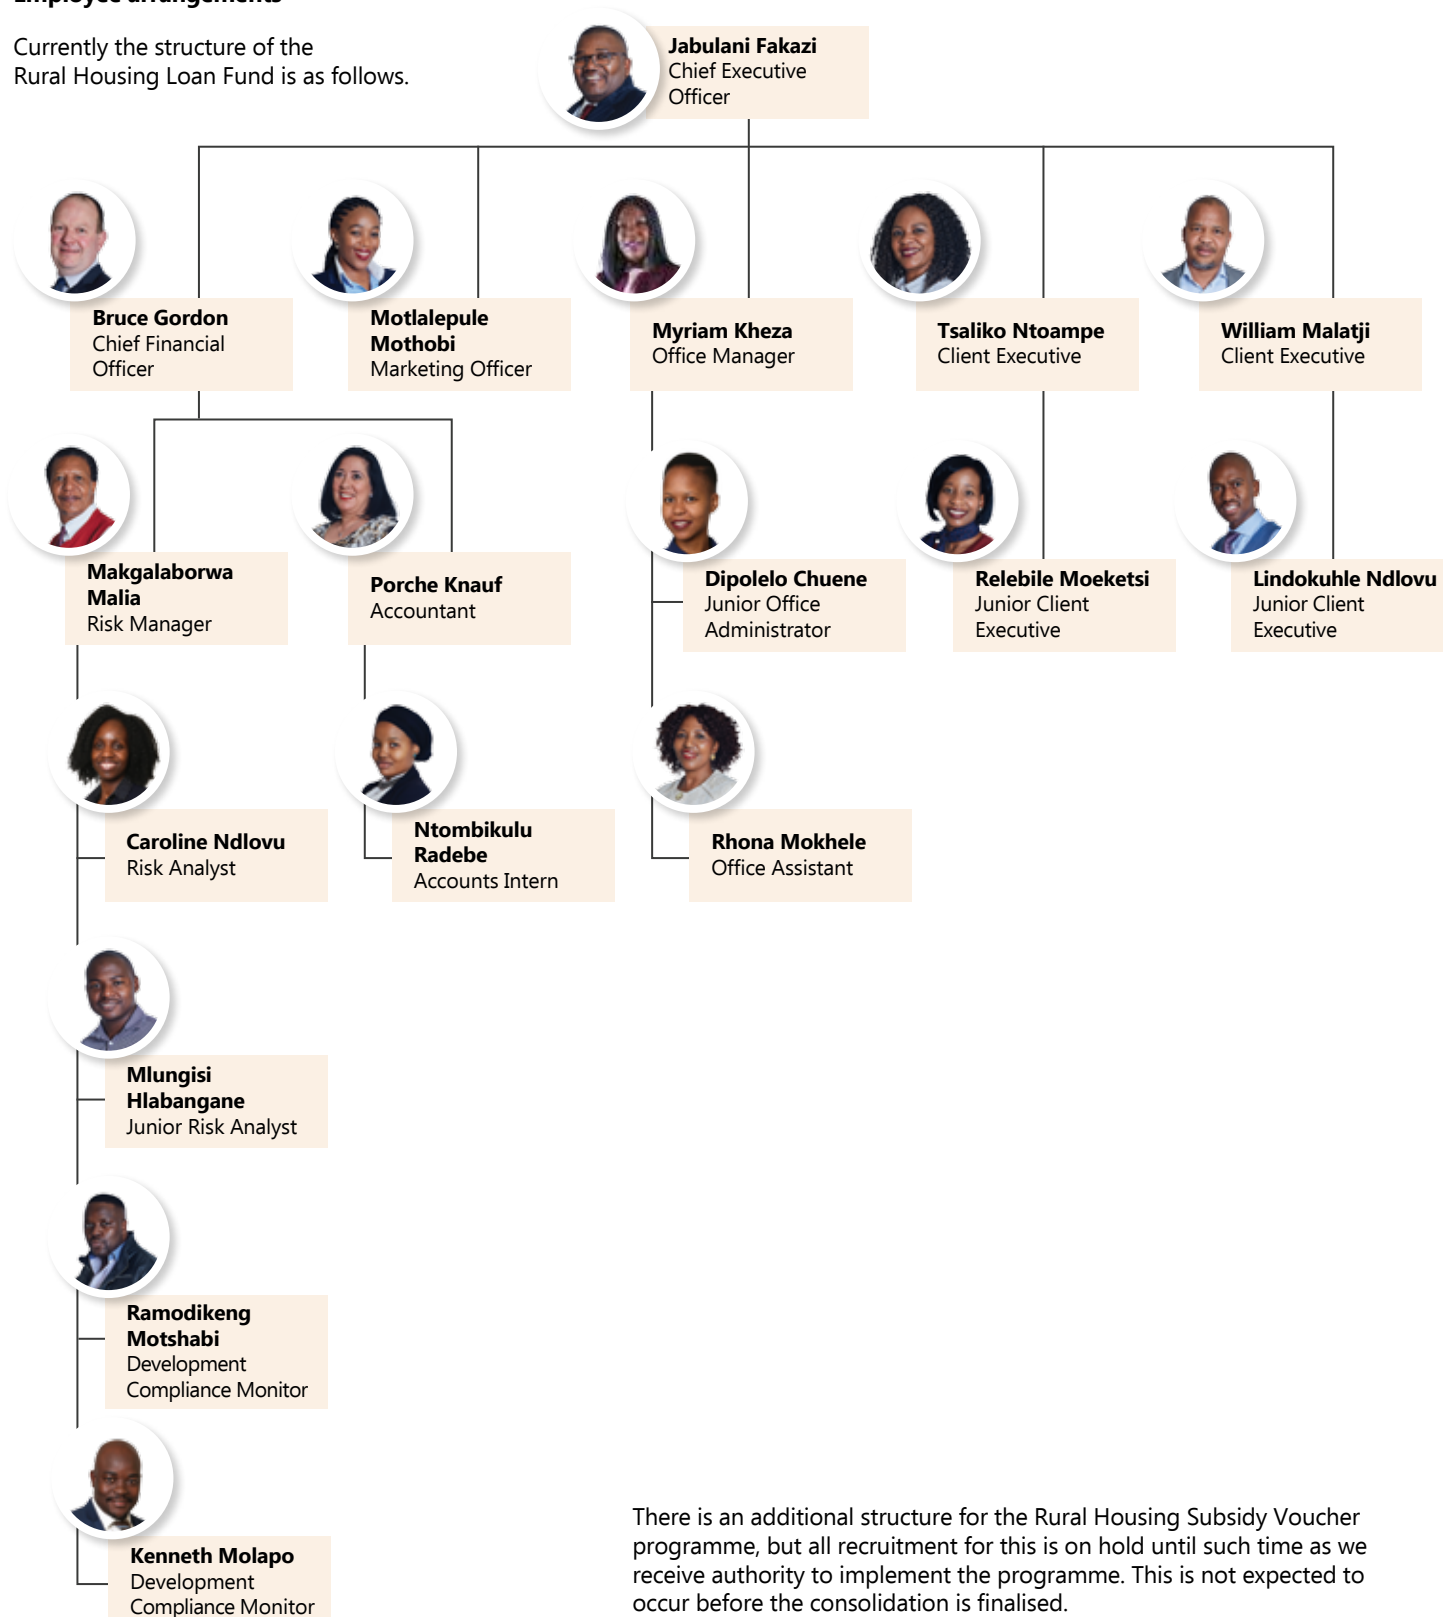 Employee arrangements
Currently the structure of the
Rural Housing Loan Fund is as follows.
Jabulani Fakazi
Chief Executive
Officer
Bruce Gordon
Chief Financial
Officer
Motlalepule
Mothobi
Marketing Officer
Myriam Kheza
Office Manager
Tsaliko Ntoampe
Client Executive
William Malatji
Client Executive
Makgalaborwa
Malia
Risk Manager
Porche Knauf
Accountant
Dipolelo Chuene
Junior Office
Administrator
Relebile Moeketsi
Junior Client
Executive
Lindokuhle Ndlovu
Junior Client
Executive
Caroline Ndlovu
Risk Analyst
Ntombikulu
Radebe
Accounts Intern
Rhona Mokhele
Office Assistant
Mlungisi
Hlabangane
Junior Risk Analyst
Ramodikeng
Motshabi
Development
Compliance Monitor
Kenneth Molapo
Development
Compliance Monitor
There is an additional structure for the Rural Housing Subsidy Voucher
programme, but all recruitment for this is on hold until such time as we
receive authority to implement the programme. This is not expected to
occur before the consolidation is finalised.